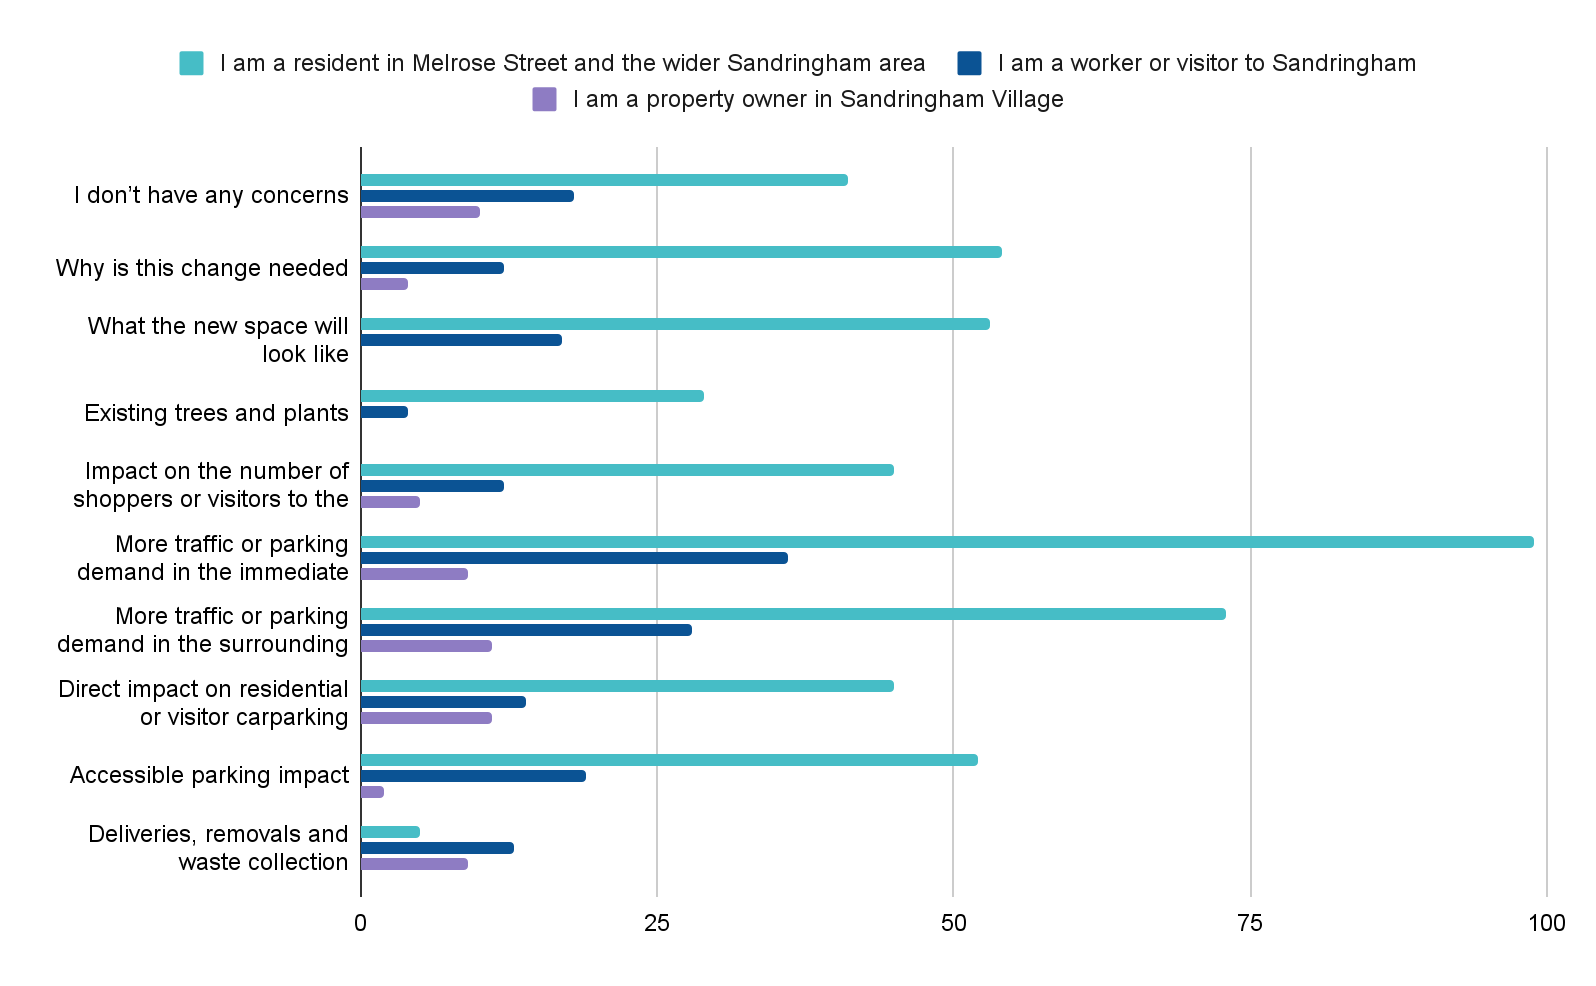 I am a resident in Melrose Street and the wider Sandringham area
I am a worker or visitor to Sandringham
I am a property owner in Sandringham Village
I don’t have any concerns
Why is this change needed
What the new space will
look like
Existing trees and plants
Impact on the number of
shoppers or visitors to the
More traffic or parking
demand in the immediate
More traffic or parking
demand in the surrounding
Direct impact on residential
or visitor carparking
Accessible parking impact
Deliveries, removals and
waste collection
0
25
50
75
100